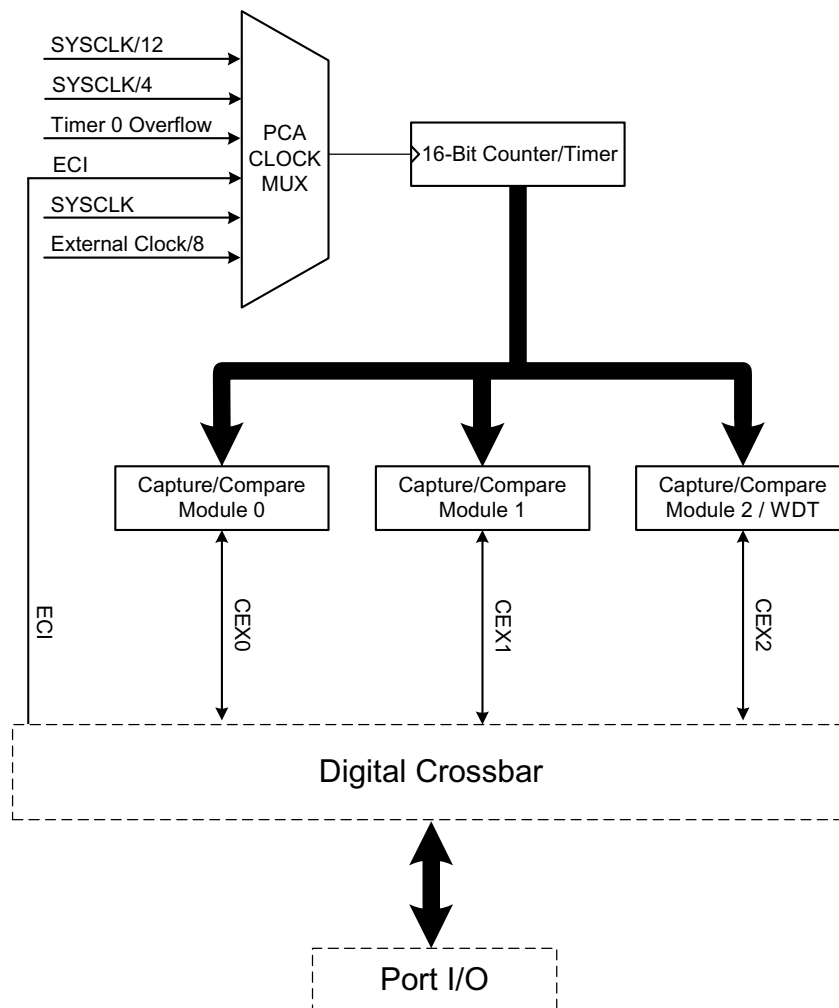 SYSCLK/12
SYSCLK/4
Timer 0 Overflow
ECI
SYSCLK
External Clock/8
PCA
CLOCK
MUX
16-Bit Counter/Timer
Capture/Compare
Module 0
Capture/Compare
Module 1
Capture/Compare
Module 2 / WDT
ECI
CEX0
CEX1
CEX2
Digital Crossbar
Port I/O